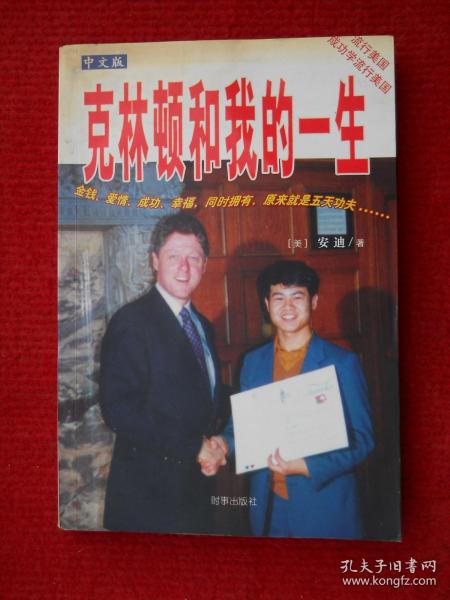 中文版
流行美国
成功学流行美国
克林顿和我的一生
金钱、爱情、成功、幸福,同时拥有,原来就是五天功夫……
[美] 安迪/著
时事出版社
孔夫子旧书网
www.kongfz.com